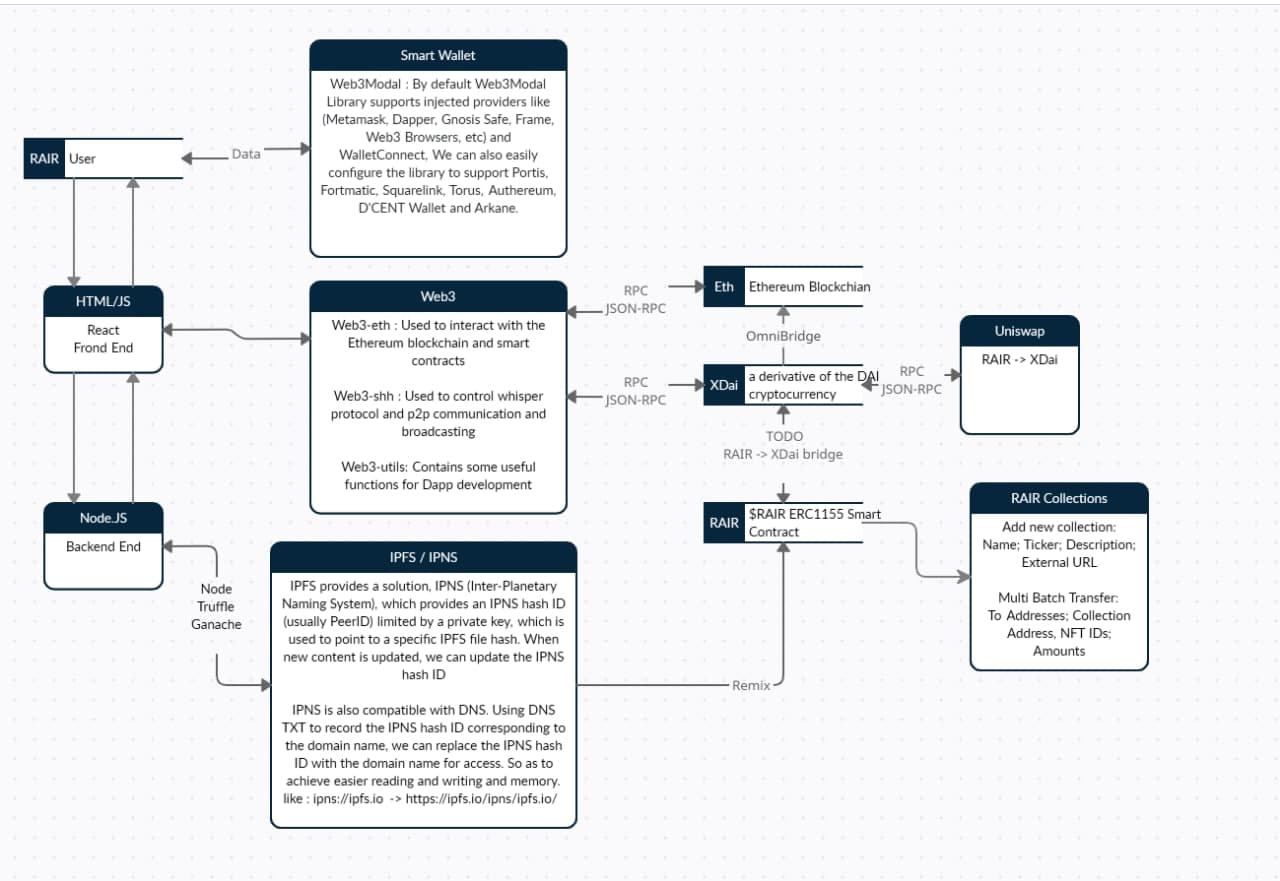 Smart Wallet
Web3Modal : By default Web3Modal
Library supports injected providers like
(Metamask, Dapper, Gnosis Safe, Frame,
Web3 Browsers, etc) and
WalletConnect, We can also easily
configure the library to support Portis,
Fortmatic, Squarelink, Torus, Authereum,
D'CENT Wallet and Arkane.
RAIR User
Data
HTML/JS
React
Frond End
Web3
Web3-eth : Used to interact with the
Ethereum blockchain and smart
contracts
Web3-shh : Used to control whisper
protocol and p2p communication and
broadcasting
Web3-utils: Contains some useful
functions for Dapp development
RPC
JSON-RPC
Eth Ethereum Blockchian
OmniBridge
RPC
JSON-RPC
XDai a derivative of the DAI
cryptocurrency
RPC
JSON-RPC
Uniswap
RAIR -> XDai
TODO
RAIR -> XDai bridge
RAIR $RAIR ERC1155 Smart
Contract
RAIR Collections
Add new collection:
Name; Ticker; Description;
External URL
Multi Batch Transfer:
To Addresses; Collection
Address, NFT IDs;
Amounts
Node.JS
Backend End
Node
Truffle
Ganache
IPFS / IPNS
IPFS provides a solution, IPNS (Inter-Planetary
Naming System), which provides an IPNS hash ID
(usually PeerID) limited by a private key, which is
used to point to a specific IPFS file hash. When
new content is updated, we can update the IPNS
hash ID
IPNS is also compatible with DNS. Using DNS
TXT to record the IPNS hash ID corresponding to
the domain name, we can replace the IPNS hash
ID with the domain name for access. So as to
achieve easier reading and writing and memory.
like : ipns://ipfs.io -> https://ipfs.io/ipns/ipfs.io/
Remix